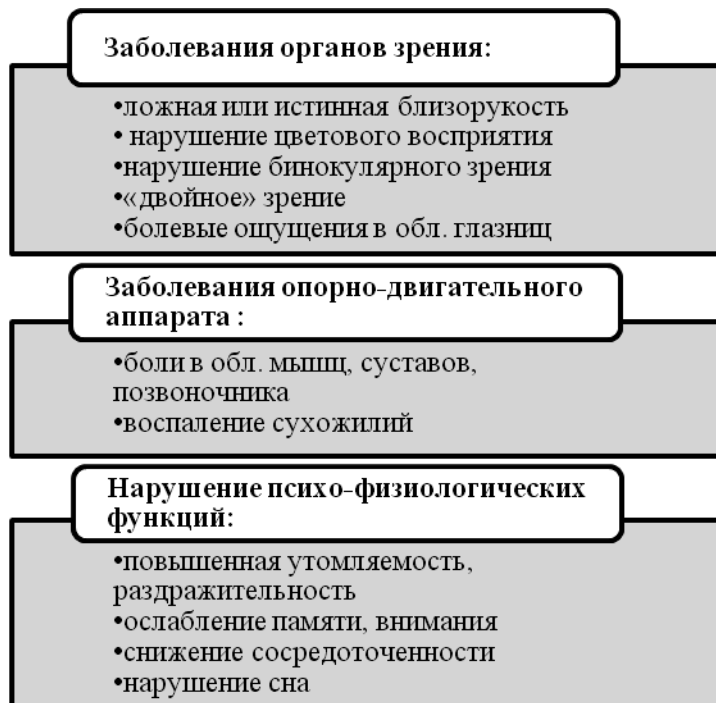 Заболевания органов зрения:
•ложная или истинная близорукость
• нарушение цветового восприятия
•нарушение бинокулярного зрения
•«двойное» зрение
•болевые ощущения в обл. глазниц
Заболевания опорно-двигательного
аппарата :
•боли в обл. мышц, суставов,
позвоночника
•воспаление сухожилий
Нарушение психо-физиологических
функций:
•повышенная утомляемость,
раздражительность
•ослабление памяти, внимания
•снижение сосредоточенности
•нарушение сна